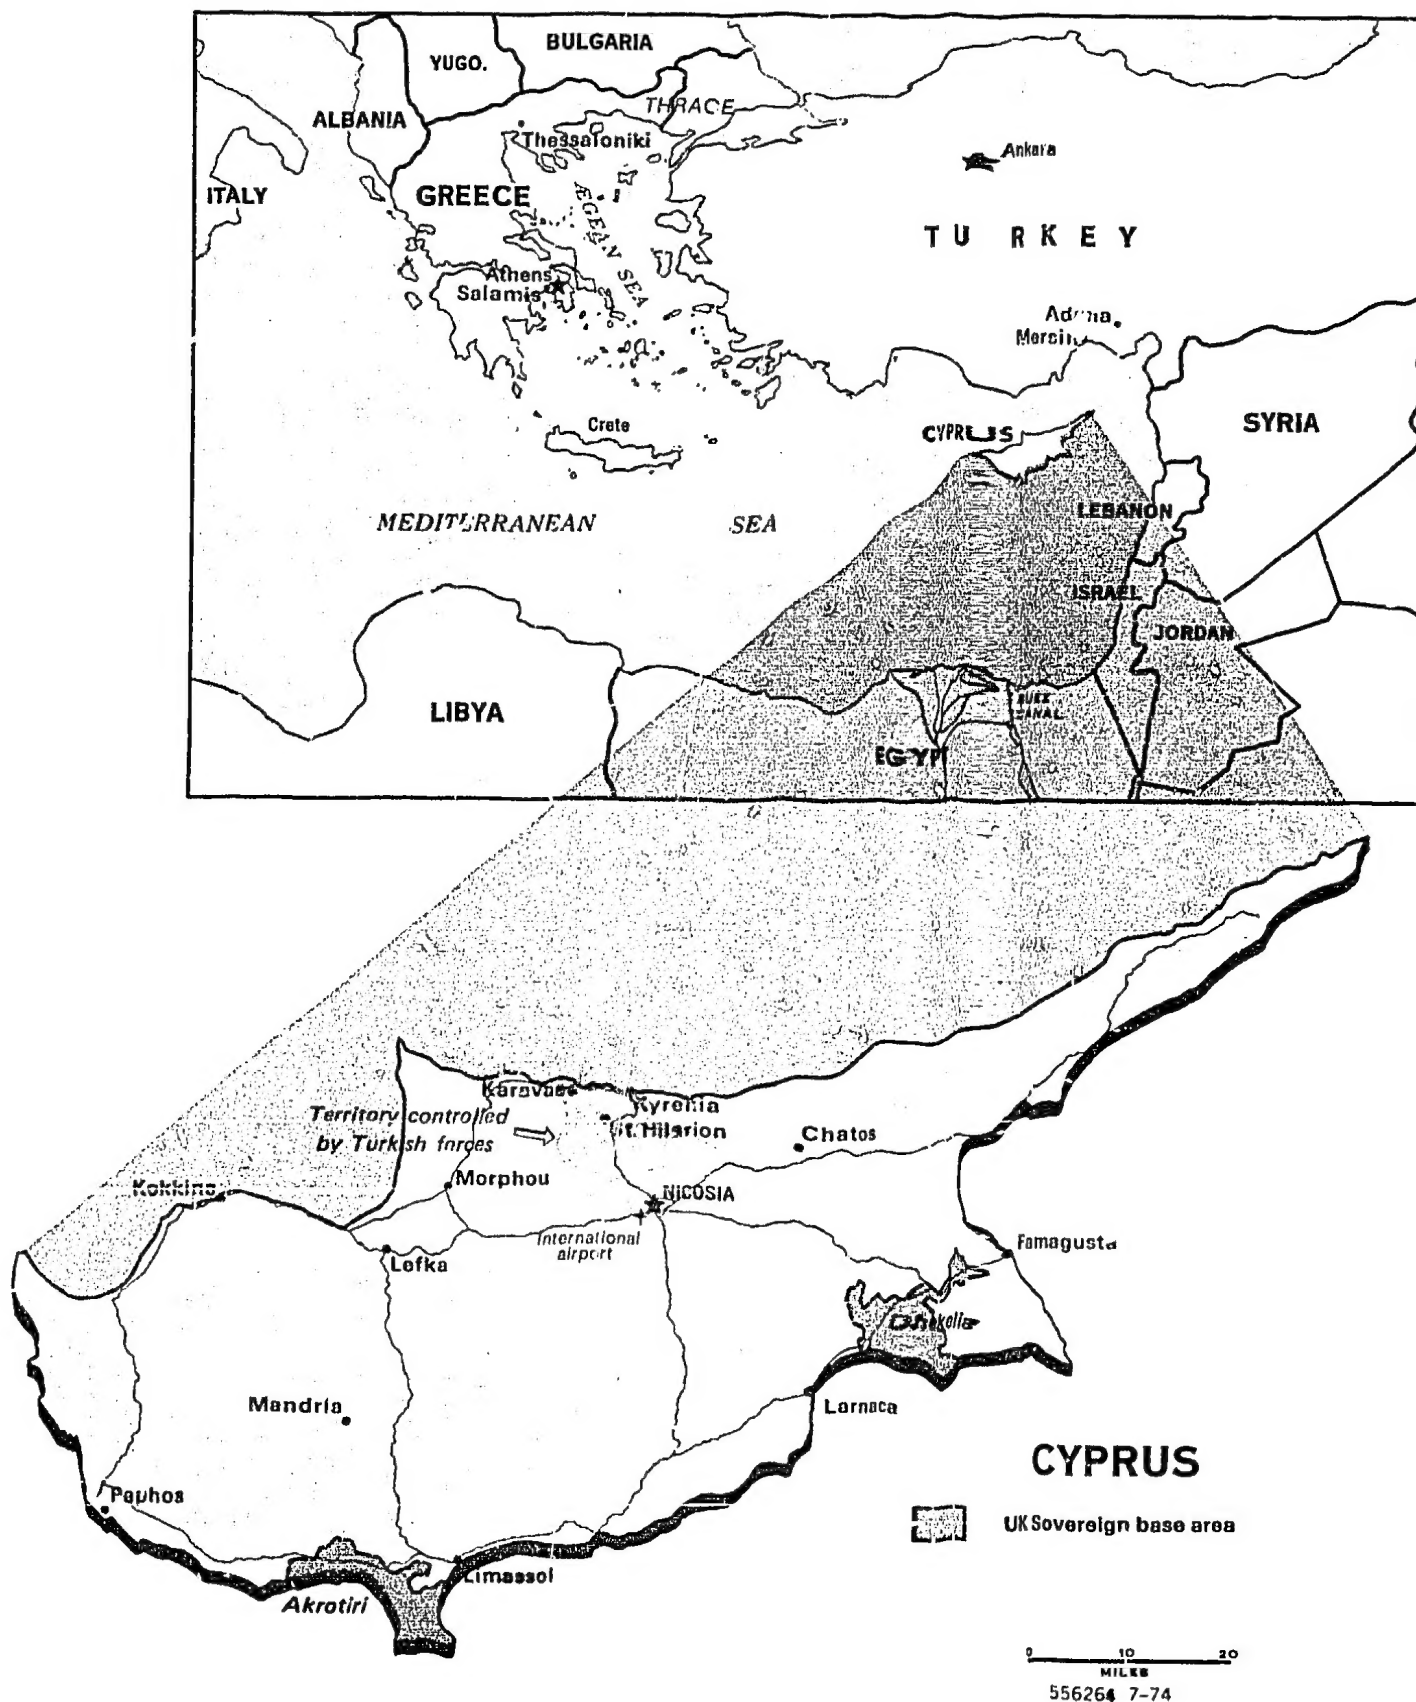 BULGARIA
YUGO.
THRACE
ALBANIA
Thessaloniki
Ankara
ITALY
GREECE
ÆGEAN SEA
TURKEY
Athens
Salamis
Mersin
SYRIA
Crete
CYPRUS
MEDITERRANEAN SEA
LEBANON
ISRAEL
JORDAN
LIBYA
CANAL
EGYPT
Karavas
Territory controlled
by Turkish forces
Kyrenia
St. Hilarion
Chatos
Morphou
Kokkina
NICOSIA
International
airport
Famagusta
Lefka
Dhekelia
Mandria
Larnaca
CYPRUS
Paphos
UK Sovereign base area
Limassol
Akrotiri
0 10 20
MILES
556264 7-74